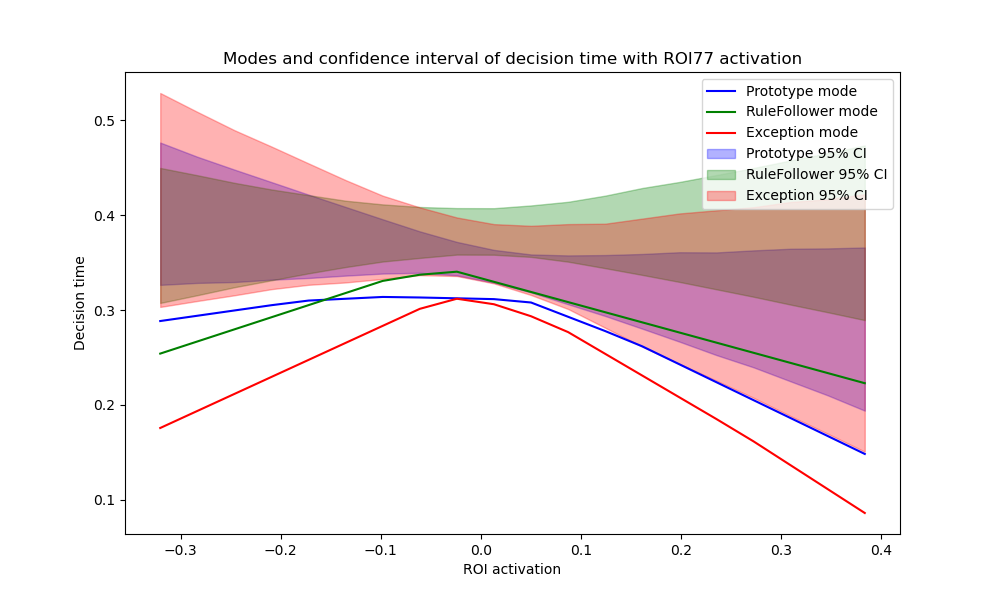 Modes and confidence interval of decision time with ROI77 activation
Prototype mode
RuleFollower mode
Exception mode
Prototype 95% CI
RuleFollower 95% CI
Exception 95% CI
Decision time
0.5
0.4
0.3
0.2
0.1
−0.3
−0.2
−0.1
0.0
0.1
0.2
0.3
0.4
ROI activation